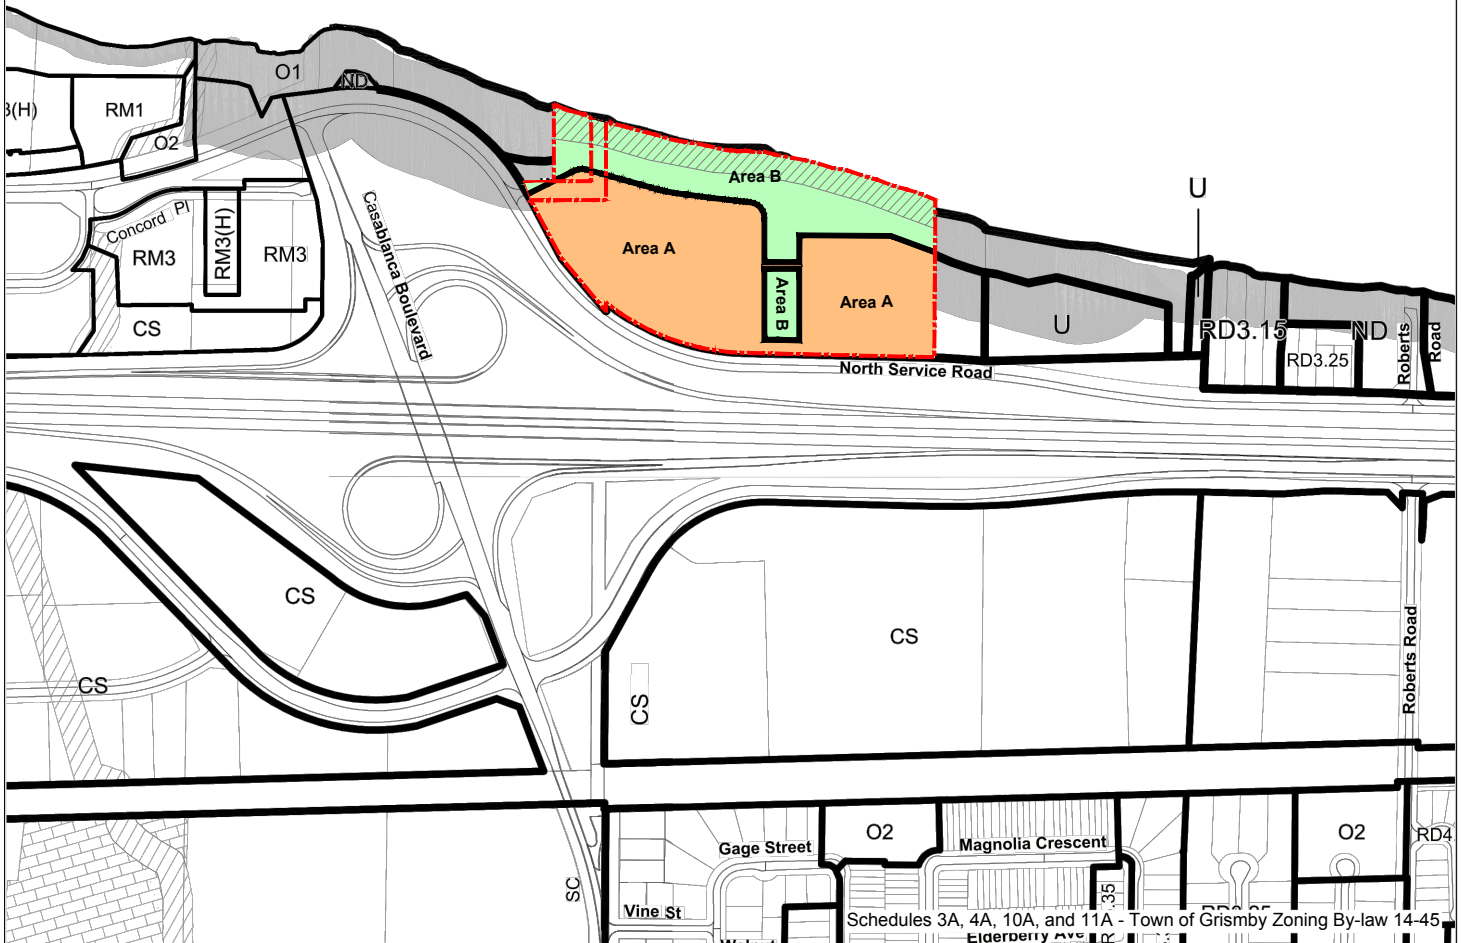 O1
ND
3(H)
RM1
O2
Area B
U
Concord Pl
RM3(H)
RM3
RM3
Casablanca Boulevard
Area A
Area B
Area A
CS
U
RD3.15
ND
RD3.25
Roberts
Road
North Service Road
CS
CS
CS
CS
Roberts Road
O2
O2
RD4
Gage Street
Magnolia Crescent
SC
.35
Vine St
Schedules 3A, 4A, 10A, and 11A - Town of Grismby Zoning By-law 14-45
Elderberry Ave